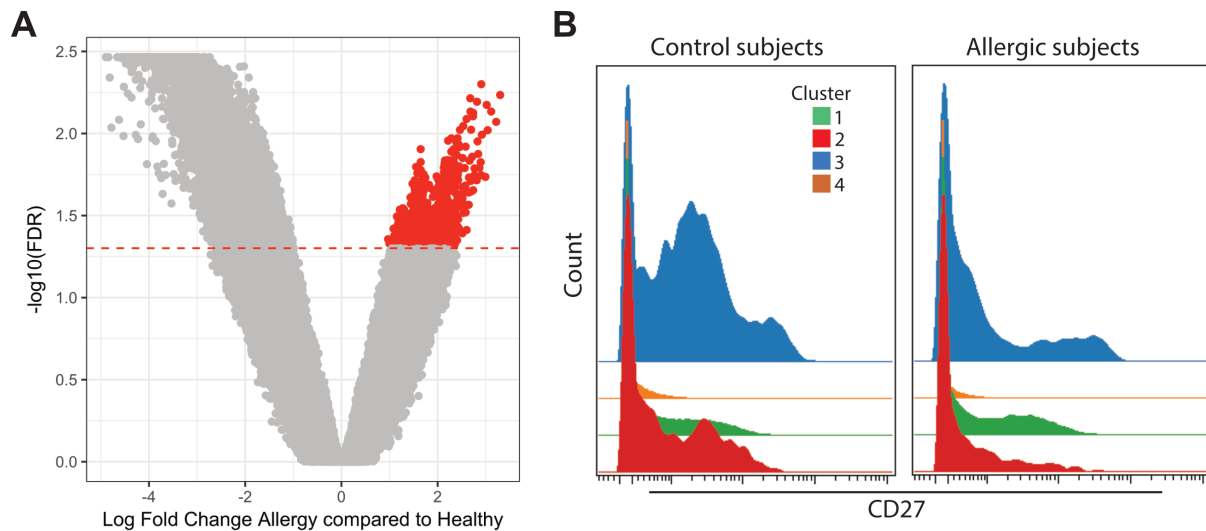 A
2.5
2.0
1.5
1.0
0.5
0.0
-log10(FDR)
-4 -2 0 2
Log Fold Change Allergy compared to Healthy
B
Control subjects Allergic subjects
Cluster
1
2
3
4
Count
CD27